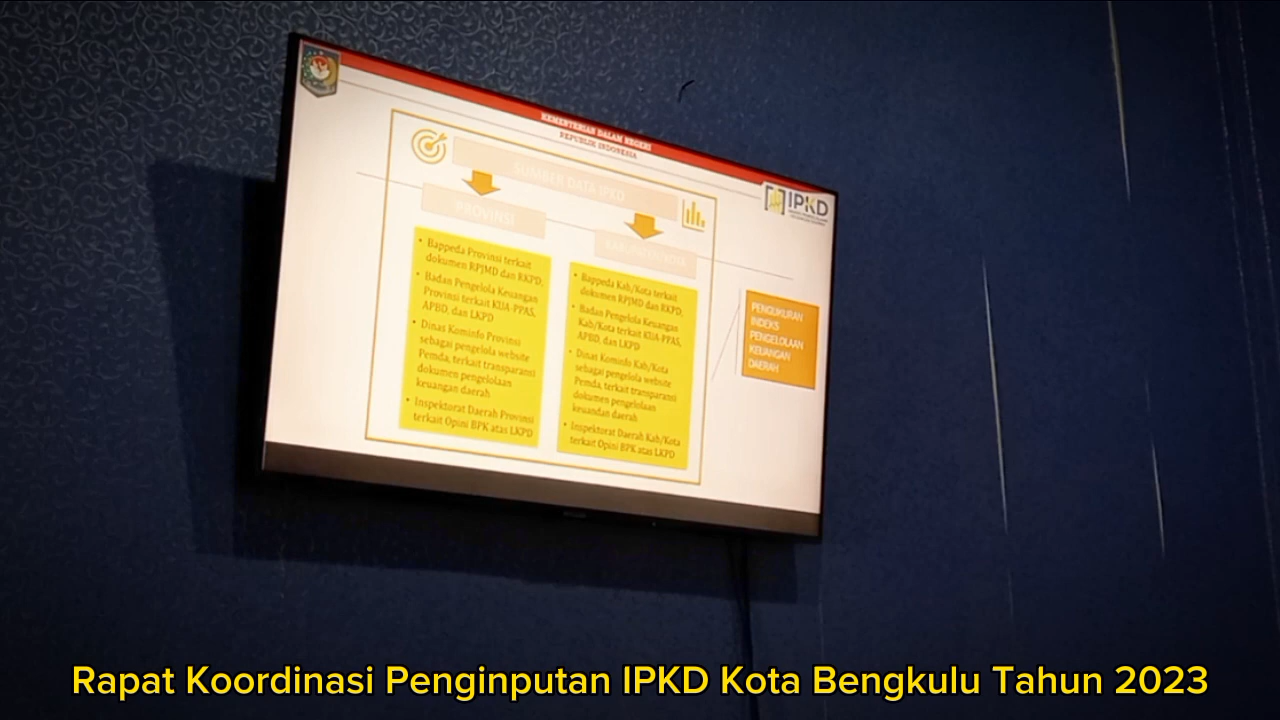 KEMENTERIAN DALAM NEGERI
REPUBLIK INDONESIA
SUMBER DATA IPKD
IPKD
PROVINSI
• Bappeda Provinsi terkait
dokumen RPJMD dan RKPD,
• Badan Pengelola Keuangan
Provinsi terkait KUA-PPAS,
APBD, dan LKPD
• Dinas Kominfo Provinsi
sebagai pengelola website
Pemda, terkait transparansi
dokumen pengelolaan
keuangan daerah
• Inspektorat Daerah Provinsi
terkait Opini BPK atas LKPD
KABUPATEN/KOTA
• Bappeda Kab/Kota terkait
dokumen RPJMD dan RKPD,
• Badan Pengelola Keuangan
Kab/Kota terkait KUA-PPAS,
APBD, dan LKPD
• Dinas Kominfo Kab/Kota
sebagai pengelola website
Pemda, terkait transparansi
dokumen pengelolaan
keuandan daerah
• Inspektorat Daerah Kab/Kota
terkait Opini BPK atas LKPD
PENGUKURAN
INDEKS
PENGELOLAAN
KEUANGAN
DAERAH
Rapat Koordinasi Penginputan IPKD Kota Bengkulu Tahun 2023